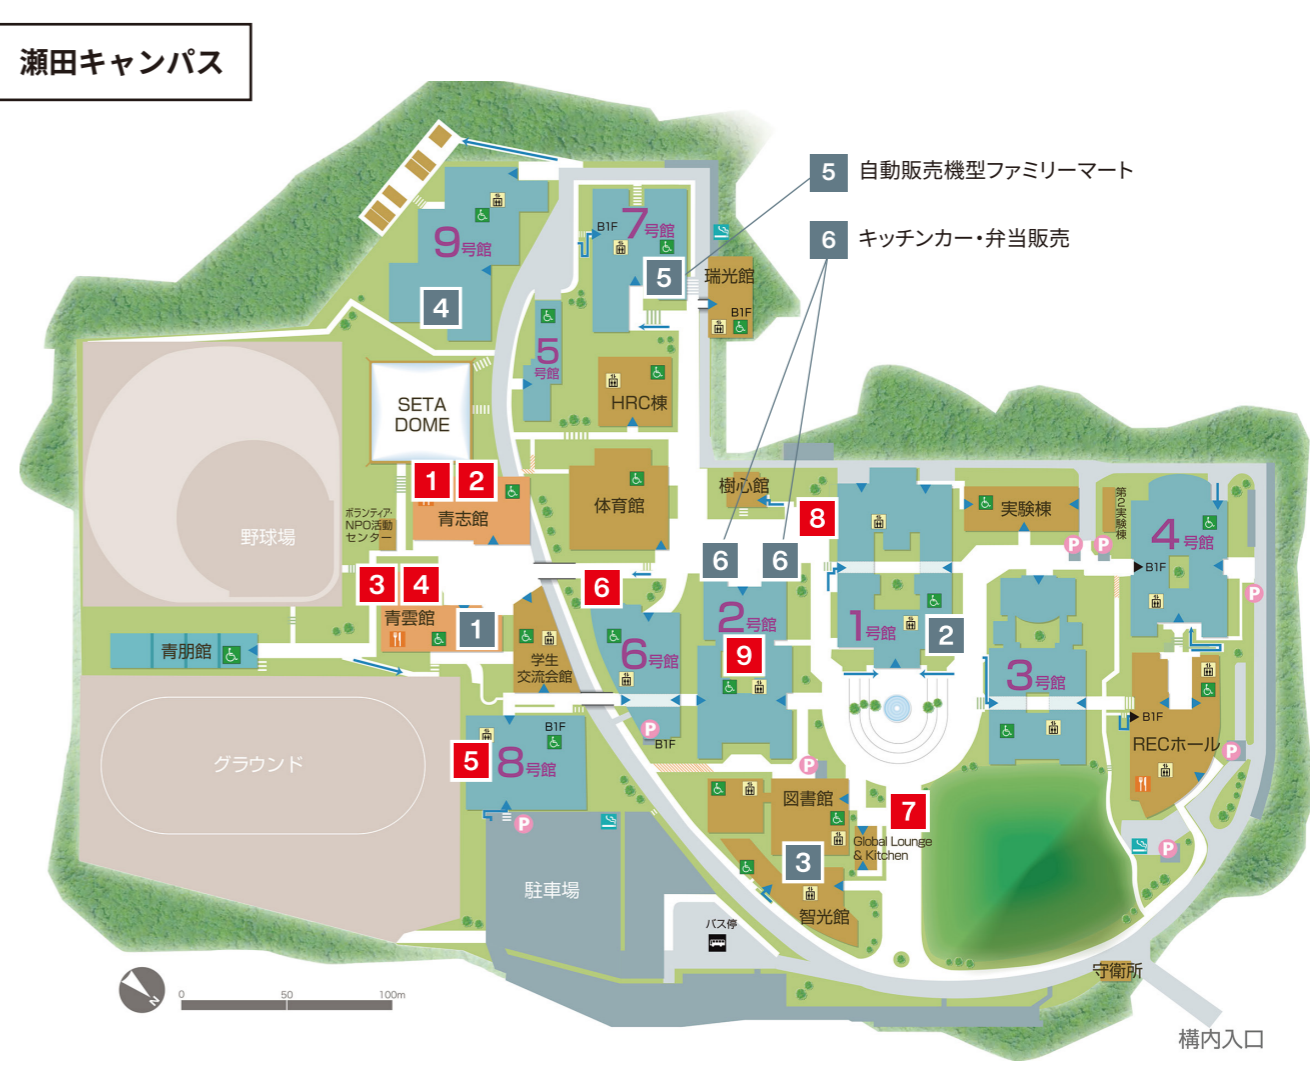 瀬田キャンパス
5 自動販売機型ファミリーマート
6 キッチンカー・弁当販売
7号館
B1F
9号館
5
瑞光館
B1F
4
5号館
HRC棟
SETA
DOME
1
2
青志館
体育館
樹心館
8
実験棟
第2実験棟
4号館
B1F
ボランティア・
NPO活動
センター
野球場
6
6
3
4
6
青雲館
1
2号館
1号館
2
青朋館
学生
交流会館
6号館
9
3号館
P
P
P
B1F
RECホール
P
グラウンド
5
8号館
B1F
P
B1F
P
P
図書館
7
Global Lounge
& Kitchen
3
P
駐車場
智光館
バス停
守衛所
N
0 50 100m
構内入口